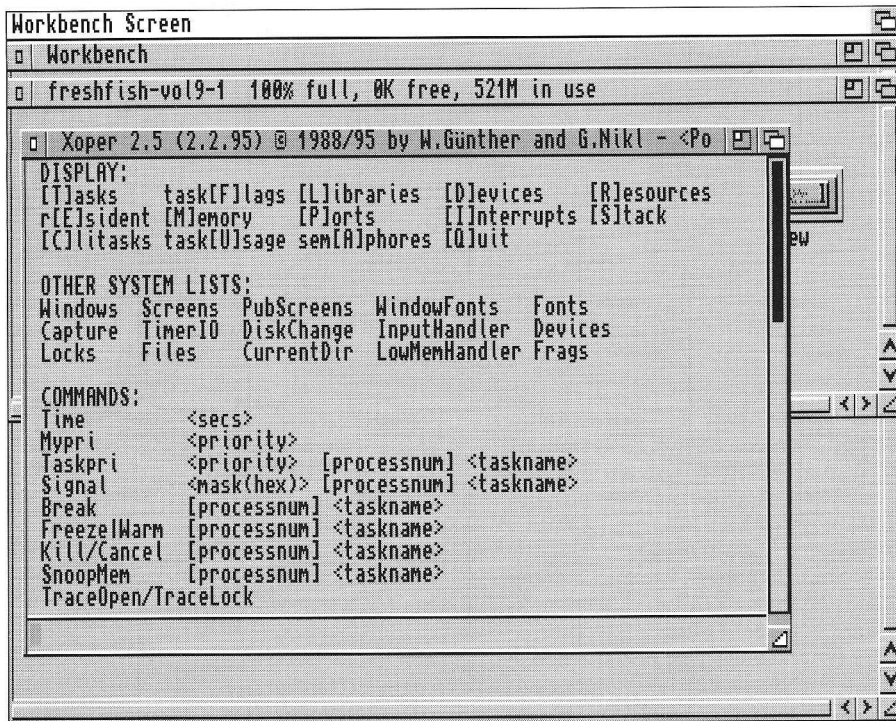 Workbench Screen
Workbench
freshfish-vol9-1  100% full, 0K free, 521M in use
Xoper 2.5 (2.2.95) © 1988/95 by W.Günther and G.Nikl - <Po
DISPLAY:
[T]asks    task[F]lags [L]ibraries  [D]evices    [R]esources
r[E]sident [M]emory    [P]orts      [I]nterrupts [S]tack
[C]litasks task[U]sage sem[A]phores [Q]uit
OTHER SYSTEM LISTS:
Windows  Screens  PubScreens  WindowFonts    Fonts
Capture  TimerIO  DiskChange  InputHandler  Devices
Locks    Files    CurrentDir  LowMemHandler Frags
COMMANDS:
Time         <secs>
Mypri        <priority>
Taskpri      <priority>  [processnum] <taskname>
Signal       <mask(hex)> [processnum] <taskname>
Break        [processnum] <taskname>
Freeze|Warm  [processnum] <taskname>
Kill/Cancel  [processnum] <taskname>
SnoopMem     [processnum] <taskname>
TraceOpen/TraceLock
ew